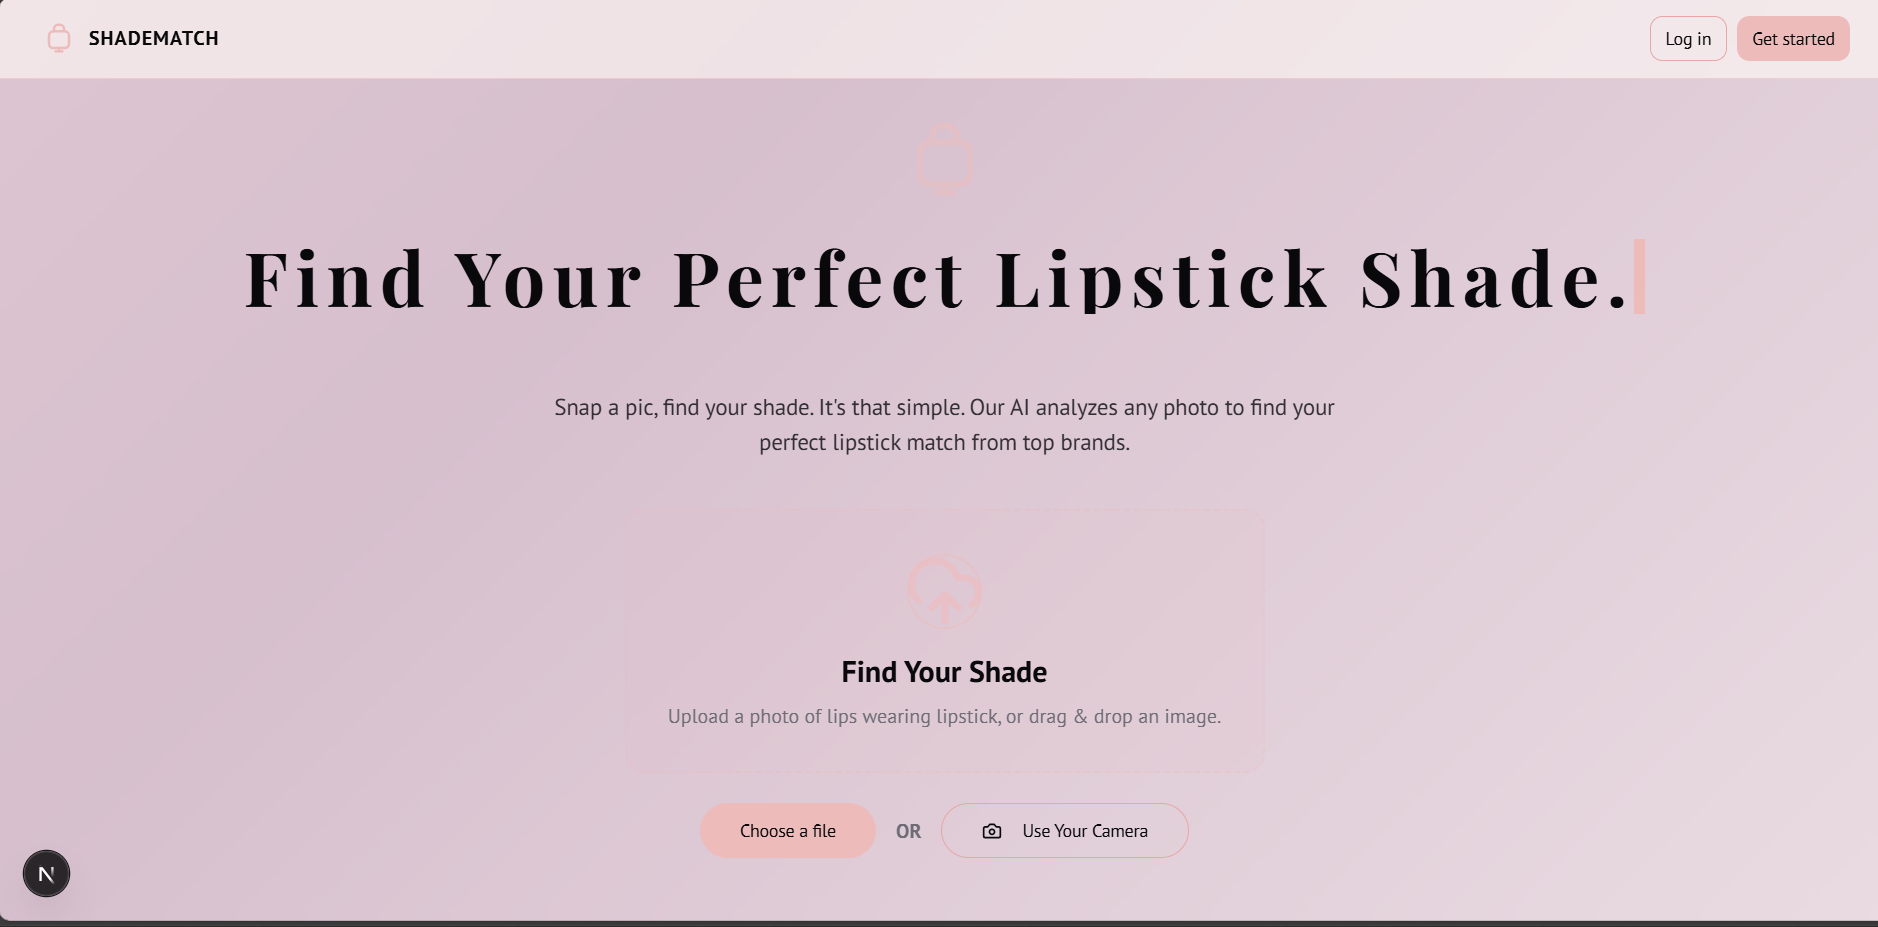 SHADEMATCH
Log in
Get started
Find Your Perfect Lipstick Shade.
Snap a pic, find your shade. It's that simple. Our AI analyzes any photo to find your
perfect lipstick match from top brands.
Find Your Shade
Upload a photo of lips wearing lipstick, or drag & drop an image.
Choose a file
OR
Use Your Camera
N